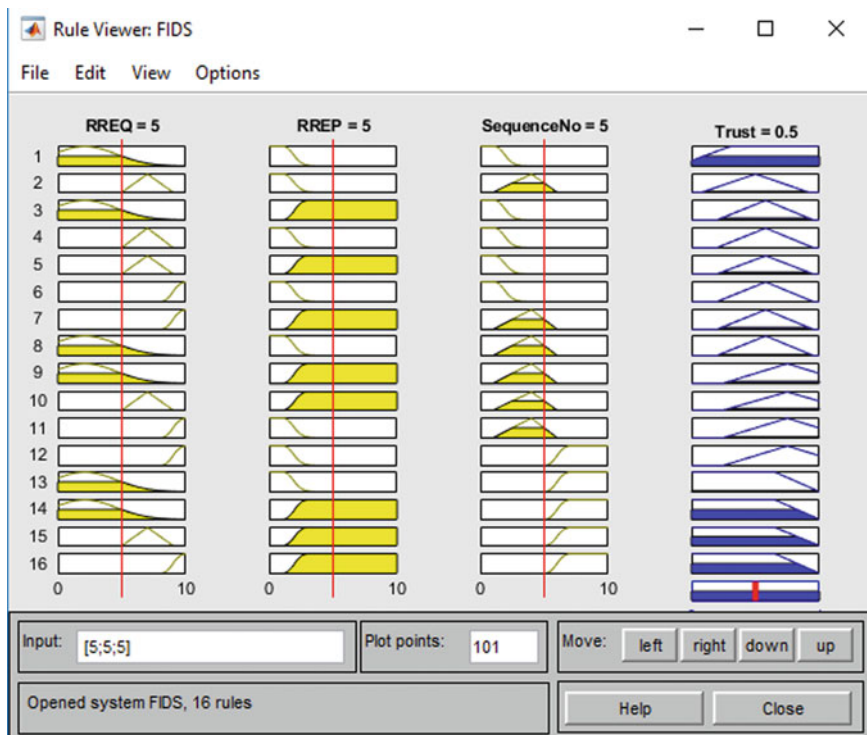 Rule Viewer: FIDS
File Edit View Options
RREQ = 5 RREP = 5 SequenceNo = 5 Trust = 0.5
1
2
3
4
5
6
7
8
9
10
11
12
13
14
15
16
0 10 0 10 0 10
Input: [5;5;5] Plot points: 101 Move: left right down up
Opened system FIDS, 16 rules Help Close